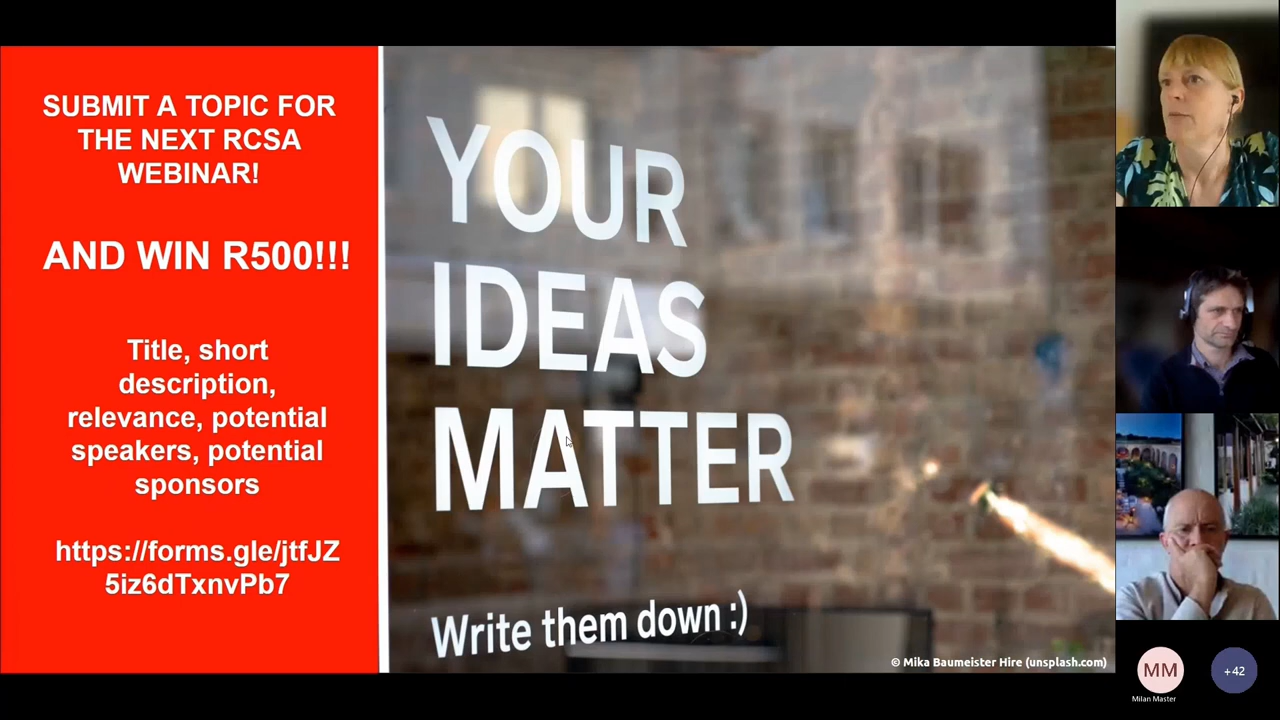 SUBMIT A TOPIC FOR
THE NEXT RCSA
WEBINAR!
AND WIN R500!!!
Title, short
description,
relevance, potential
speakers, potential
sponsors
https://forms.gle/jtfJZ
5iz6dTxnvPb7
YOUR
IDEAS
MATTER
Write them down :)
© Mika Baumeister Hire (unsplash.com)
MM
Milan Master
+42